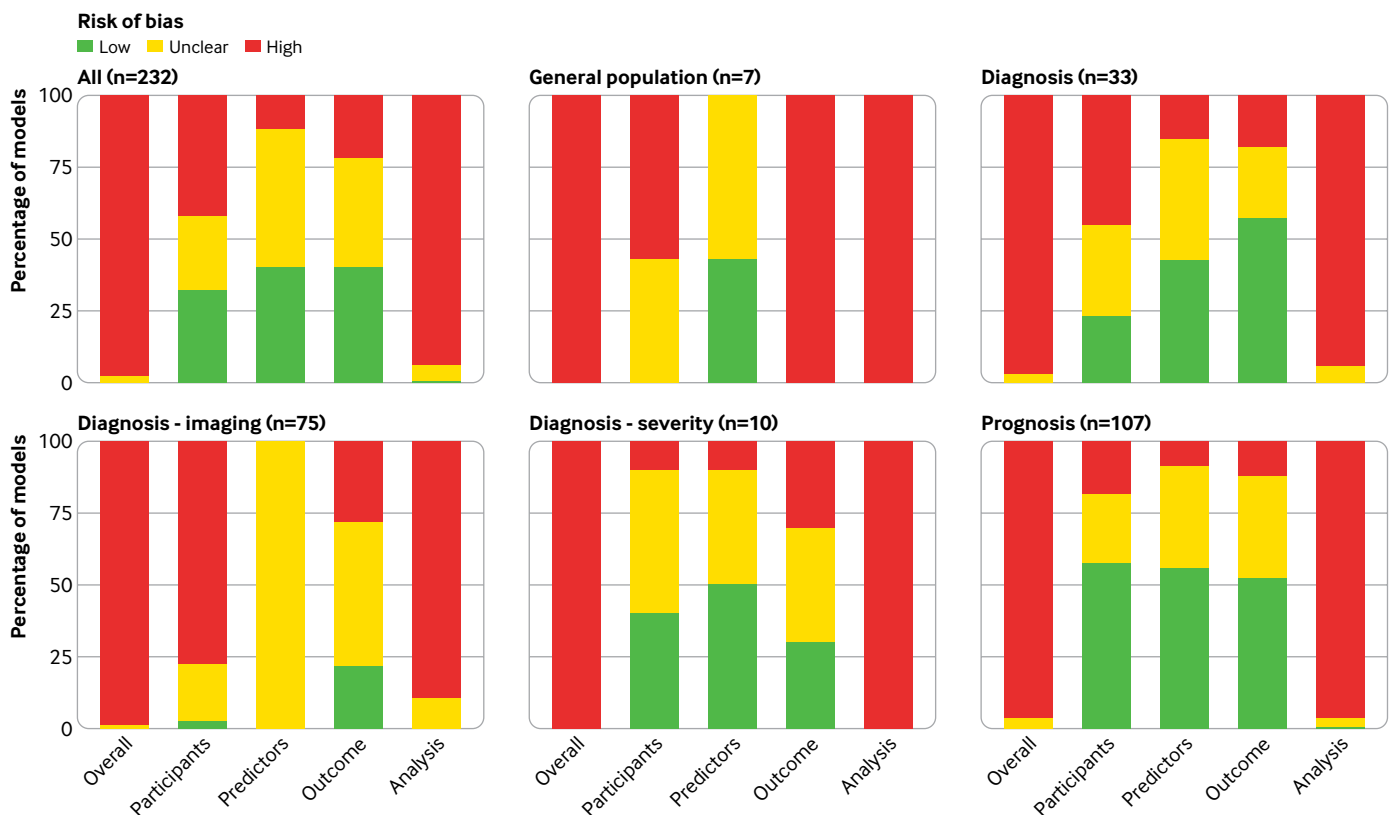 Risk of bias
Low Unclear High
All (n=232)
General population (n=7)
Diagnosis (n=33)
Percentage of models
100
75
50
25
0
Diagnosis - imaging (n=75)
Diagnosis - severity (n=10)
Prognosis (n=107)
Percentage of models
100
75
50
25
0
Overall
Participants
Predictors
Outcome
Analysis
Overall
Participants
Predictors
Outcome
Analysis
Overall
Participants
Predictors
Outcome
Analysis